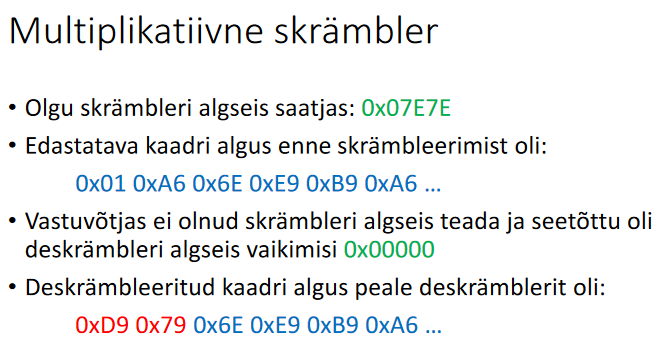 Multiplikatiivne skrämbler
• Olgu skrämbleri algseis saatjas: 0x07E7E
• Edastatava kaadri algus enne skrämbleerimist oli:
0x01 0xA6 0x6E 0xE9 0xB9 0xA6 …
• Vastuvõtjas ei olnud skrämbleri algseis teada ja seetõttu oli
deskrämbleri algseis vaikimisi 0x00000
• Deskrämbleeritud kaadri algus peale deskrämblerit oli:
0xD9 0x79 0x6E 0xE9 0xB9 0xA6 …